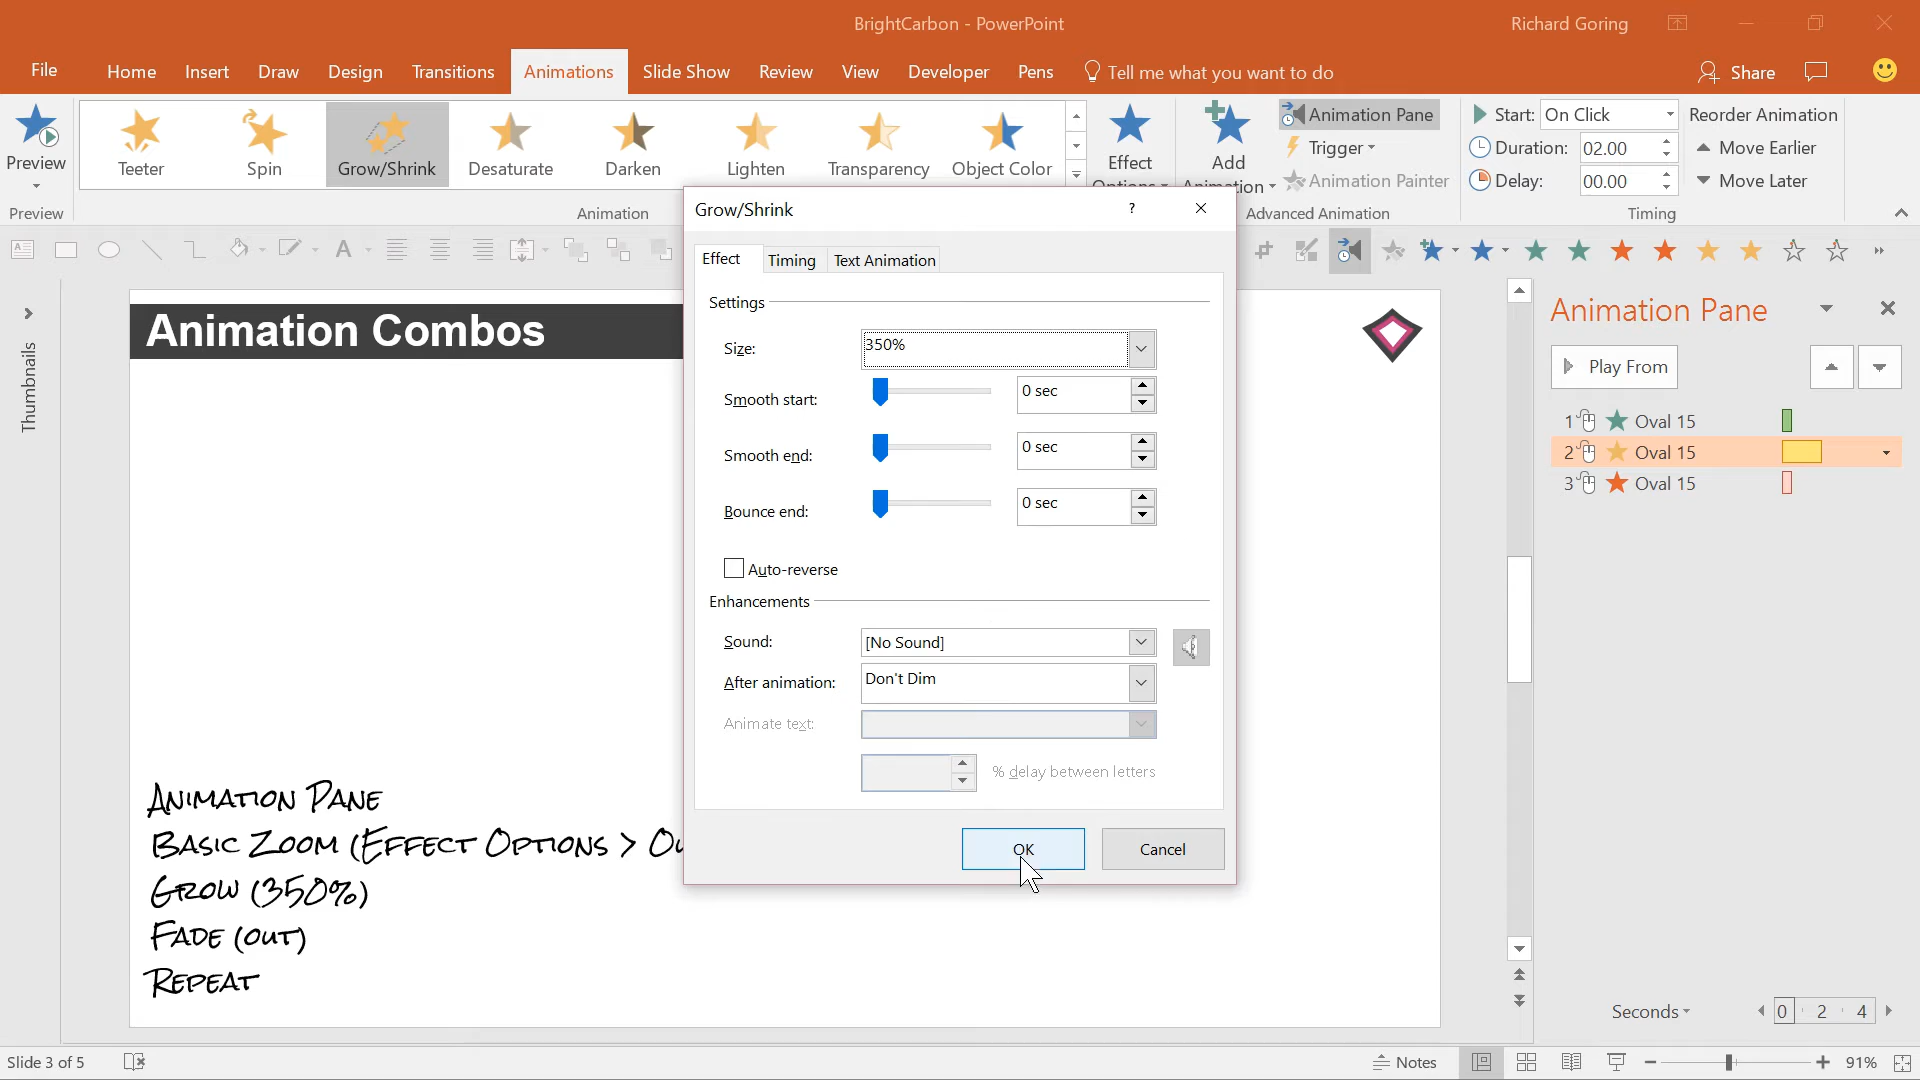 BrightCarbon - PowerPoint
Richard Goring
File
Home
Insert
Draw
Design
Transitions
Animations
Slide Show
Review
View
Developer
Pens
Tell me what you want to do
Share
Preview
Teeter
Spin
Grow/Shrink
Desaturate
Darken
Lighten
Transparency
Object Color
Effect
Options
Add
Animation
Animation Pane
Trigger
Animation Painter
Start: On Click
Duration: 02.00
Delay: 00.00
Reorder Animation
Move Earlier
Move Later
Preview
Animation
Advanced Animation
Timing
A
Thumbnails
Animation Combos
Grow/Shrink
?
Effect
Timing
Text Animation
Settings
Size: 350%
Smooth start: 0 sec
Smooth end: 0 sec
Bounce end: 0 sec
Auto-reverse
Enhancements
Sound: [No Sound]
After animation: Don't Dim
Animate text:
% delay between letters
OK
Cancel
Animation Pane
Basic Zoom (Effect Options > Ou
Grow (350%)
Fade (out)
Repeat
Animation Pane
Play From
1 Oval 15
2 Oval 15
3 Oval 15
Seconds
0 2 4
Slide 3 of 5
Notes
91%